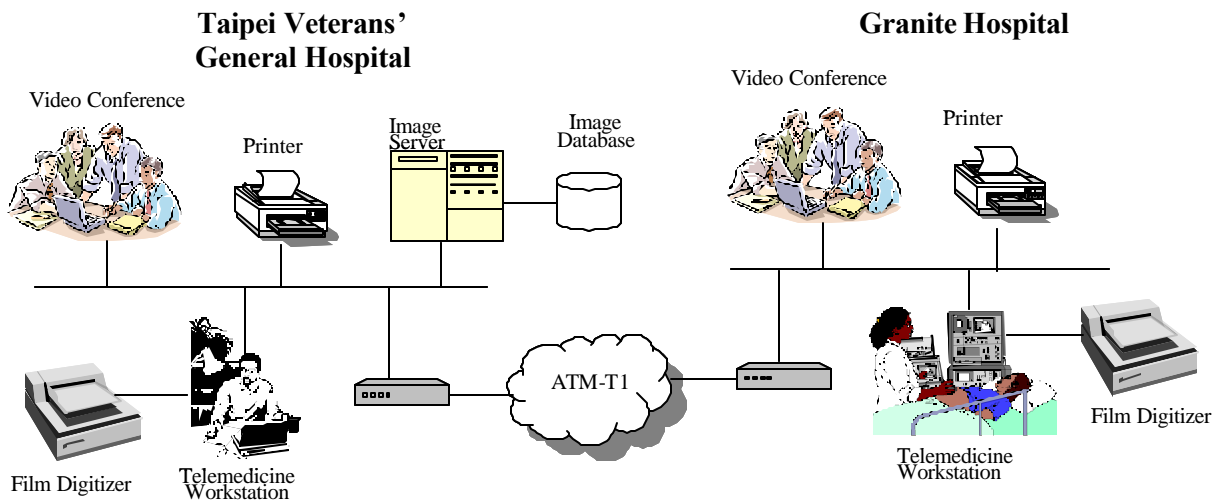 Taipei Veterans’
General Hospital
Granite Hospital
Video Conference
Printer
Image
Server
Image
Database
Video Conference
Printer
ATM-T1
Film Digitizer
Telemedicine
Workstation
Telemedicine
Workstation
Film Digitizer